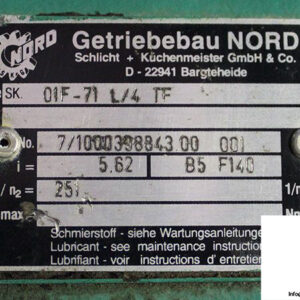 NORD
Getriebebau NORD
Schlicht + Küchenmeister GmbH & Co.
D - 22941 Bargteheide
SK 01F-71 L/4 TF
No. 7/1000398843 00 001
i = 5.62 B5 F140
/ n2 = 251 1/
max
Schmierstoff - siehe Wartungsanleitung
Lubricant - see maintenance instruction
Lubrifiant - voir instructions d'entretien